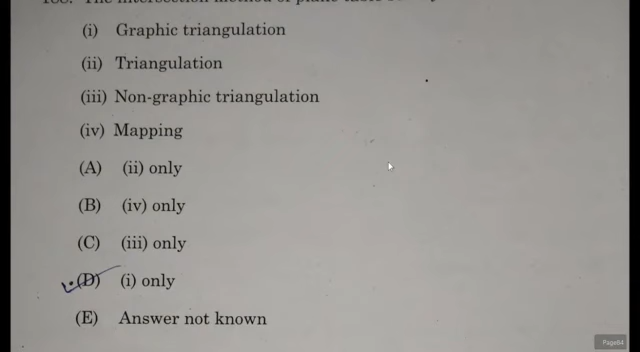 (i) Graphic triangulation
(ii) Triangulation
(iii) Non-graphic triangulation
(iv) Mapping
(A) (ii) only
(B) (iv) only
(C) (iii) only
(D) (i) only
(E) Answer not known
Page64